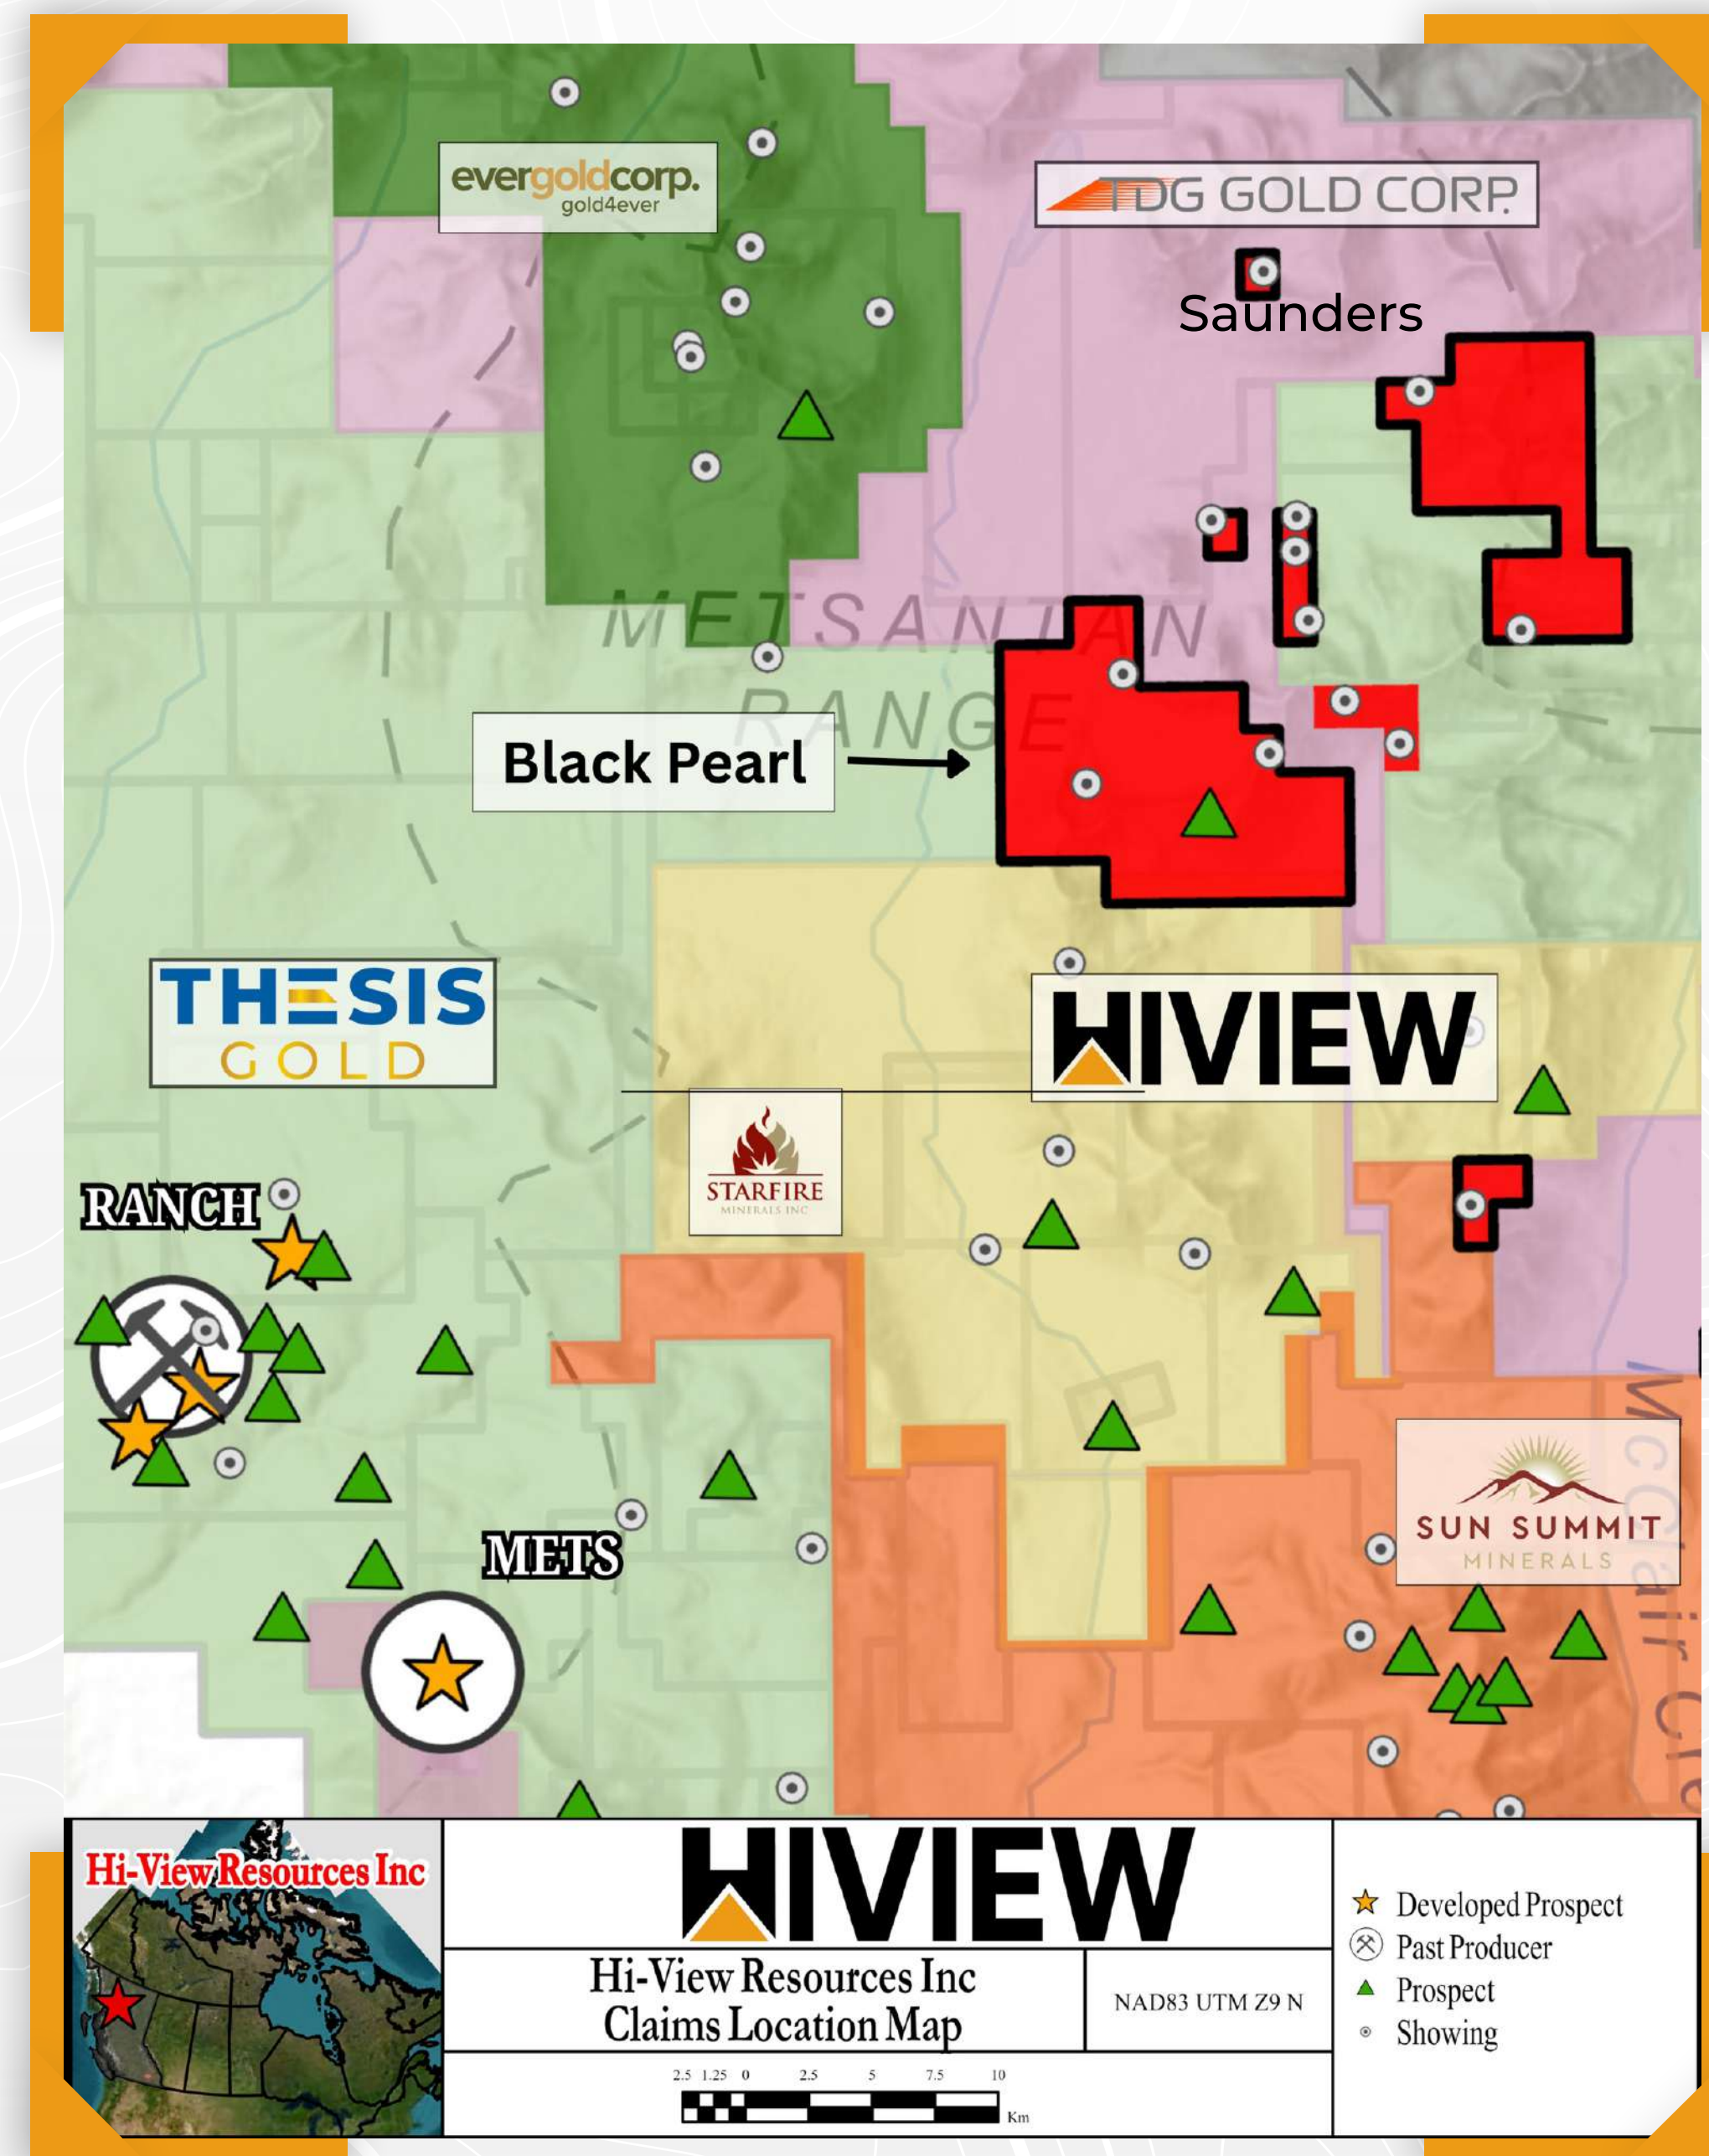 evergoldcorp.
gold4ever
TDG GOLD CORP.
Saunders
METSANTAN
RANGE
Black Pearl
THESIS
GOLD
HIVIEW
STARFIRE
MINERALS INC
RANCH
METS
SUN SUMMIT
MINERALS
McClair Cre
Hi-View Resources Inc
HIVIEW
Hi-View Resources Inc
Claims Location Map
NAD83 UTM Z9 N
2.5 1.25 0 2.5 5 7.5 10
Km
Developed Prospect
Past Producer
Prospect
Showing